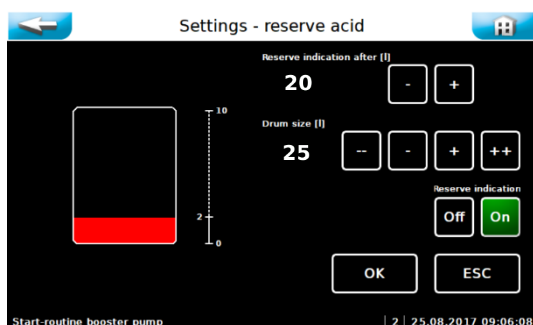 Settings - reserve acid
Reserve indication after [l]
20 - +
Drum size [l]
25 -- - + ++
10
2
0
Reserve indication
Off On
OK ESC
Start-routine booster pump | 2 | 25.08.2017 09:06:08